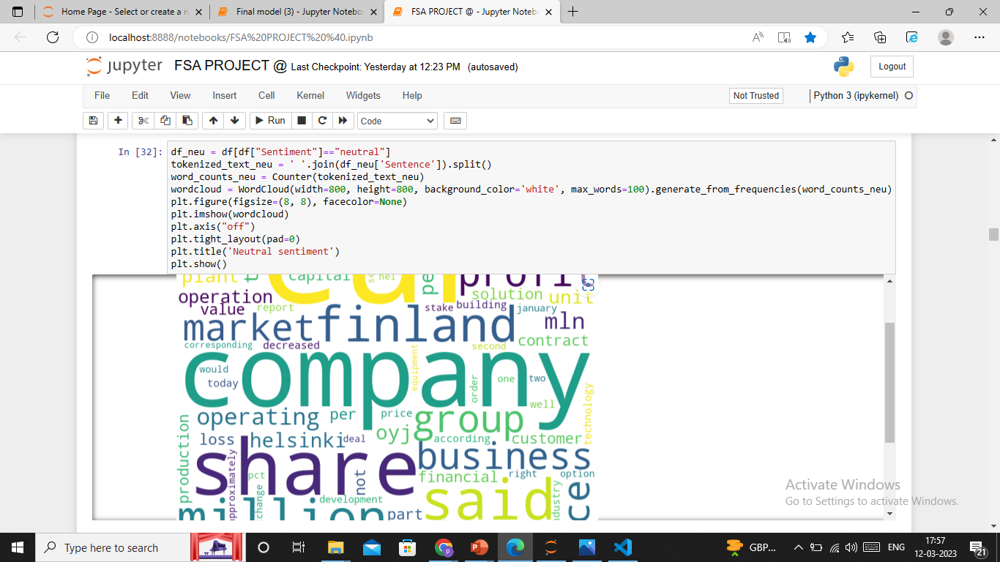 Home Page - Select or create a n
Final model (3) - Jupyter Noteboo
FSA PROJECT @ - Jupyter Noteb
localhost:8888/notebooks/FSA%20PROJECT%20%40.ipynb
jupyter FSA PROJECT @ Last Checkpoint: Yesterday at 12:23 PM (autosaved)
Logout
File Edit View Insert Cell Kernel Widgets Help
Not Trusted
Python 3 (ipykernel)
Run
Code
In [32]:
df_neu = df[df["Sentiment"]=="neutral"]
tokenized_text_neu = ' '.join(df_neu['Sentence']).split()
word_counts_neu = Counter(tokenized_text_neu)
wordcloud = WordCloud(width=800, height=800, background_color='white', max_words=100).generate_from_frequencies(word_counts_neu)
plt.figure(figsize=(8, 8), facecolor=None)
plt.imshow(wordcloud)
plt.axis("off")
plt.tight_layout(pad=0)
plt.title('Neutral sentiment')
plt.show()
plant capital hel profit
operation solution unit
value report stake building january
market finland mln
corresponding decreased second contract
company
would
today
equipment
order
one two
well
technology
operating per price group
production
loss helsinki deal oyj according customer
share business
approximately
pct
not
financial right option
exchange
development said
industry
million part
Activate Windows
Go to Settings to activate Windows.
Type here to search
GBP...
ENG
17:57
12-03-2023
21